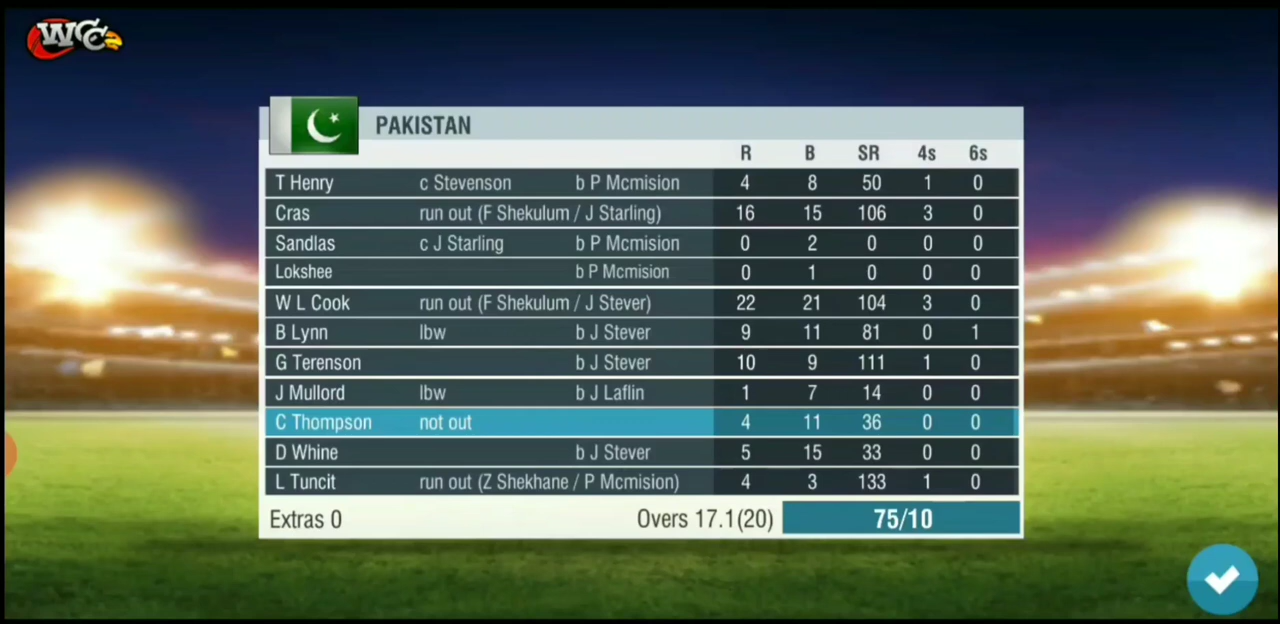 WCC
PAKISTAN
R B SR 4s 6s
T Henry c Stevenson b P Mcmision 4 8 50 1 0
Cras run out (F Shekulum / J Starling) 16 15 106 3 0
Sandlas c J Starling b P Mcmision 0 2 0 0 0
Lokshee b P Mcmision 0 1 0 0 0
W L Cook run out (F Shekulum / J Stever) 22 21 104 3 0
B Lynn lbw b J Stever 9 11 81 0 1
G Terenson b J Stever 10 9 111 1 0
J Mullord lbw b J Laflin 1 7 14 0 0
C Thompson not out 4 11 36 0 0
D Whine b J Stever 5 15 33 0 0
L Tuncit run out (Z Shekhane / P Mcmision) 4 3 133 1 0
Extras 0 Overs 17.1(20) 75/10